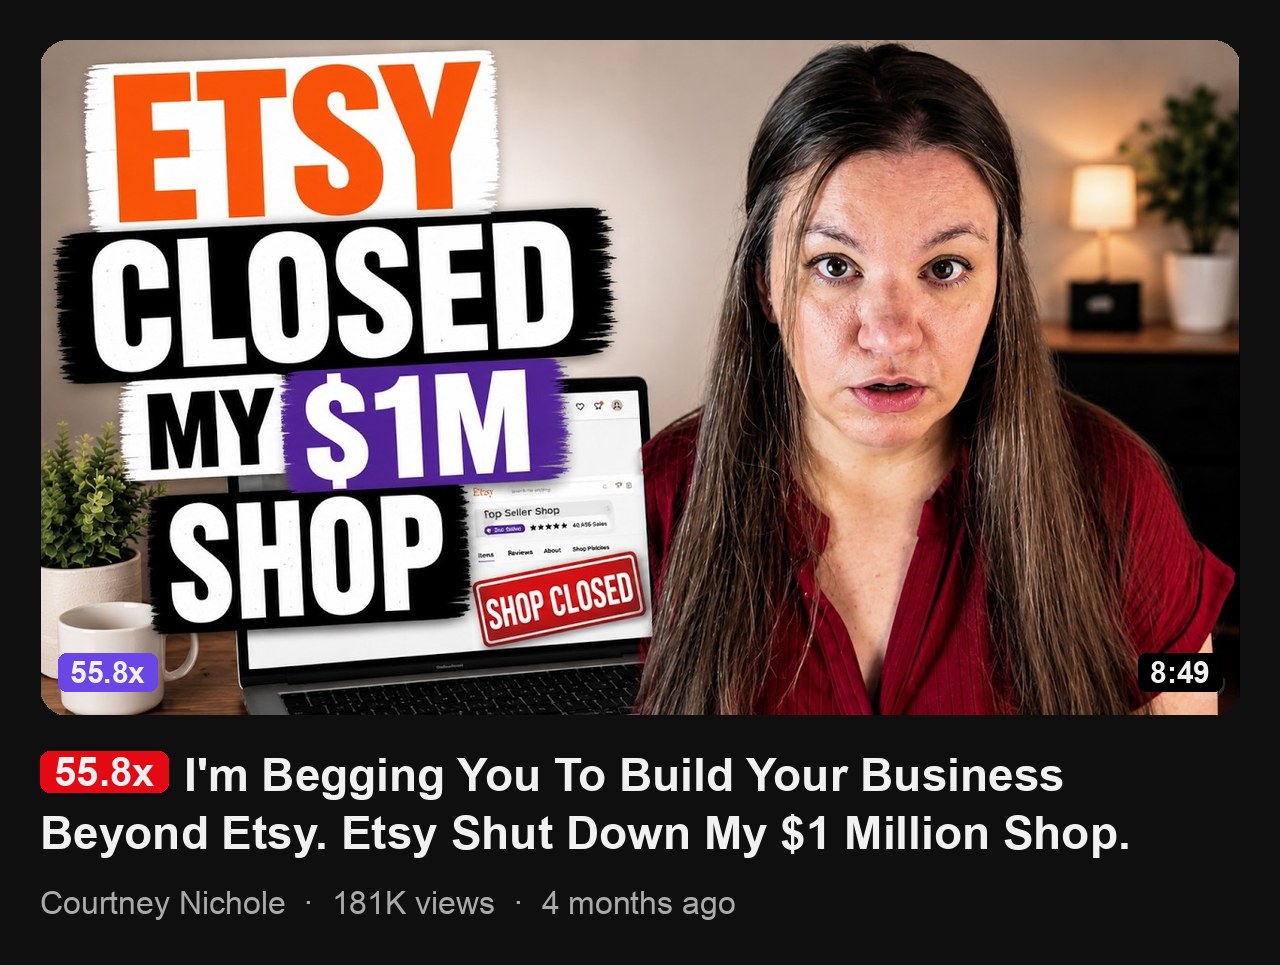 ETSY
CLOSED
MY $1M
SHOP
Etsy
Top Seller Shop
Items Reviews About Shop Policies
SHOP CLOSED
55.8x
8:49
55.8x I'm Begging You To Build Your Business
Beyond Etsy. Etsy Shut Down My $1 Million Shop.
Courtney Nichole · 181K views · 4 months ago